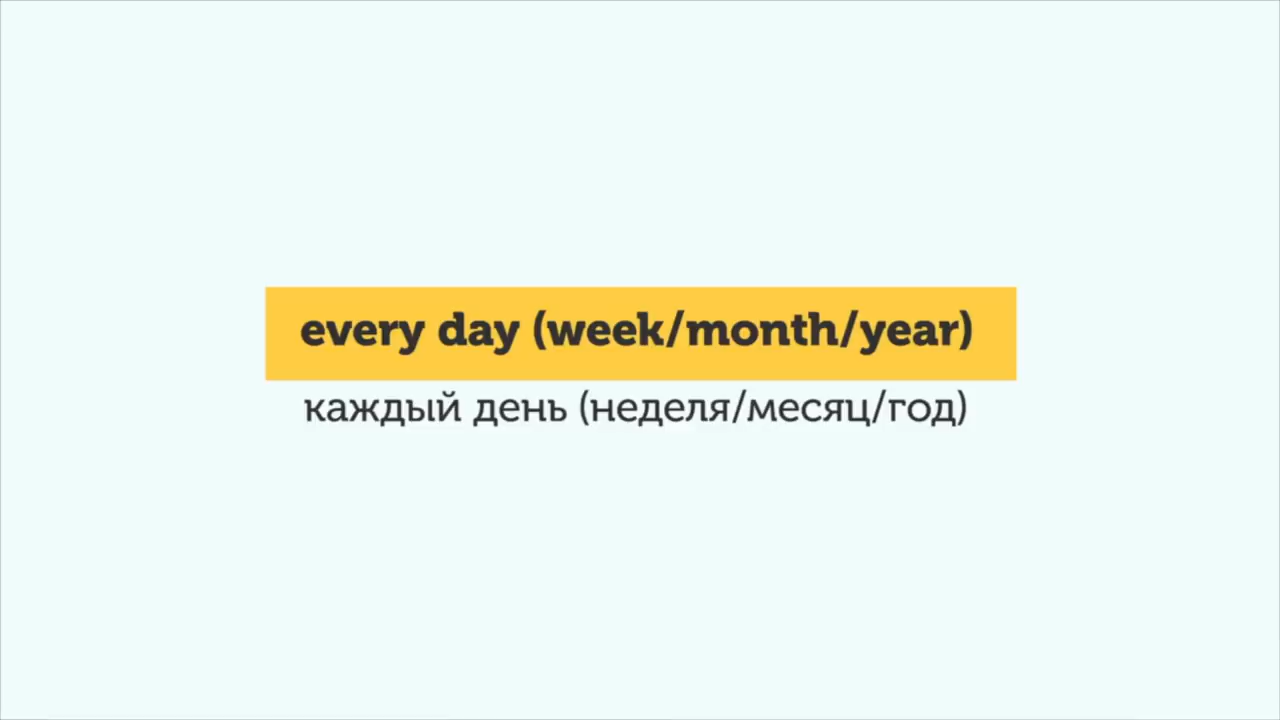 every day (week/month/year)
каждый день (неделя/месяц/год)